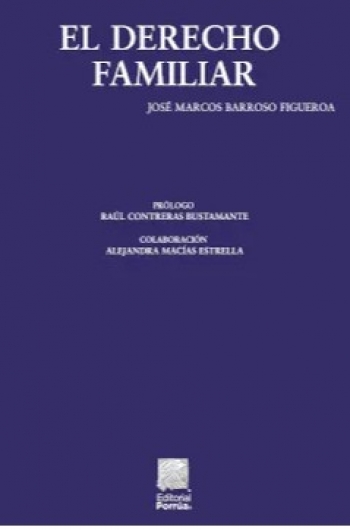 EL DERECHO
FAMILIAR
JOSÉ MARCOS BARROSO FIGUEROA
PRÓLOGO
RAÚL CONTRERAS BUSTAMANTE
COLABORACIÓN
ALEJANDRA MACÍAS ESTRELLA
Editorial
Porrúa